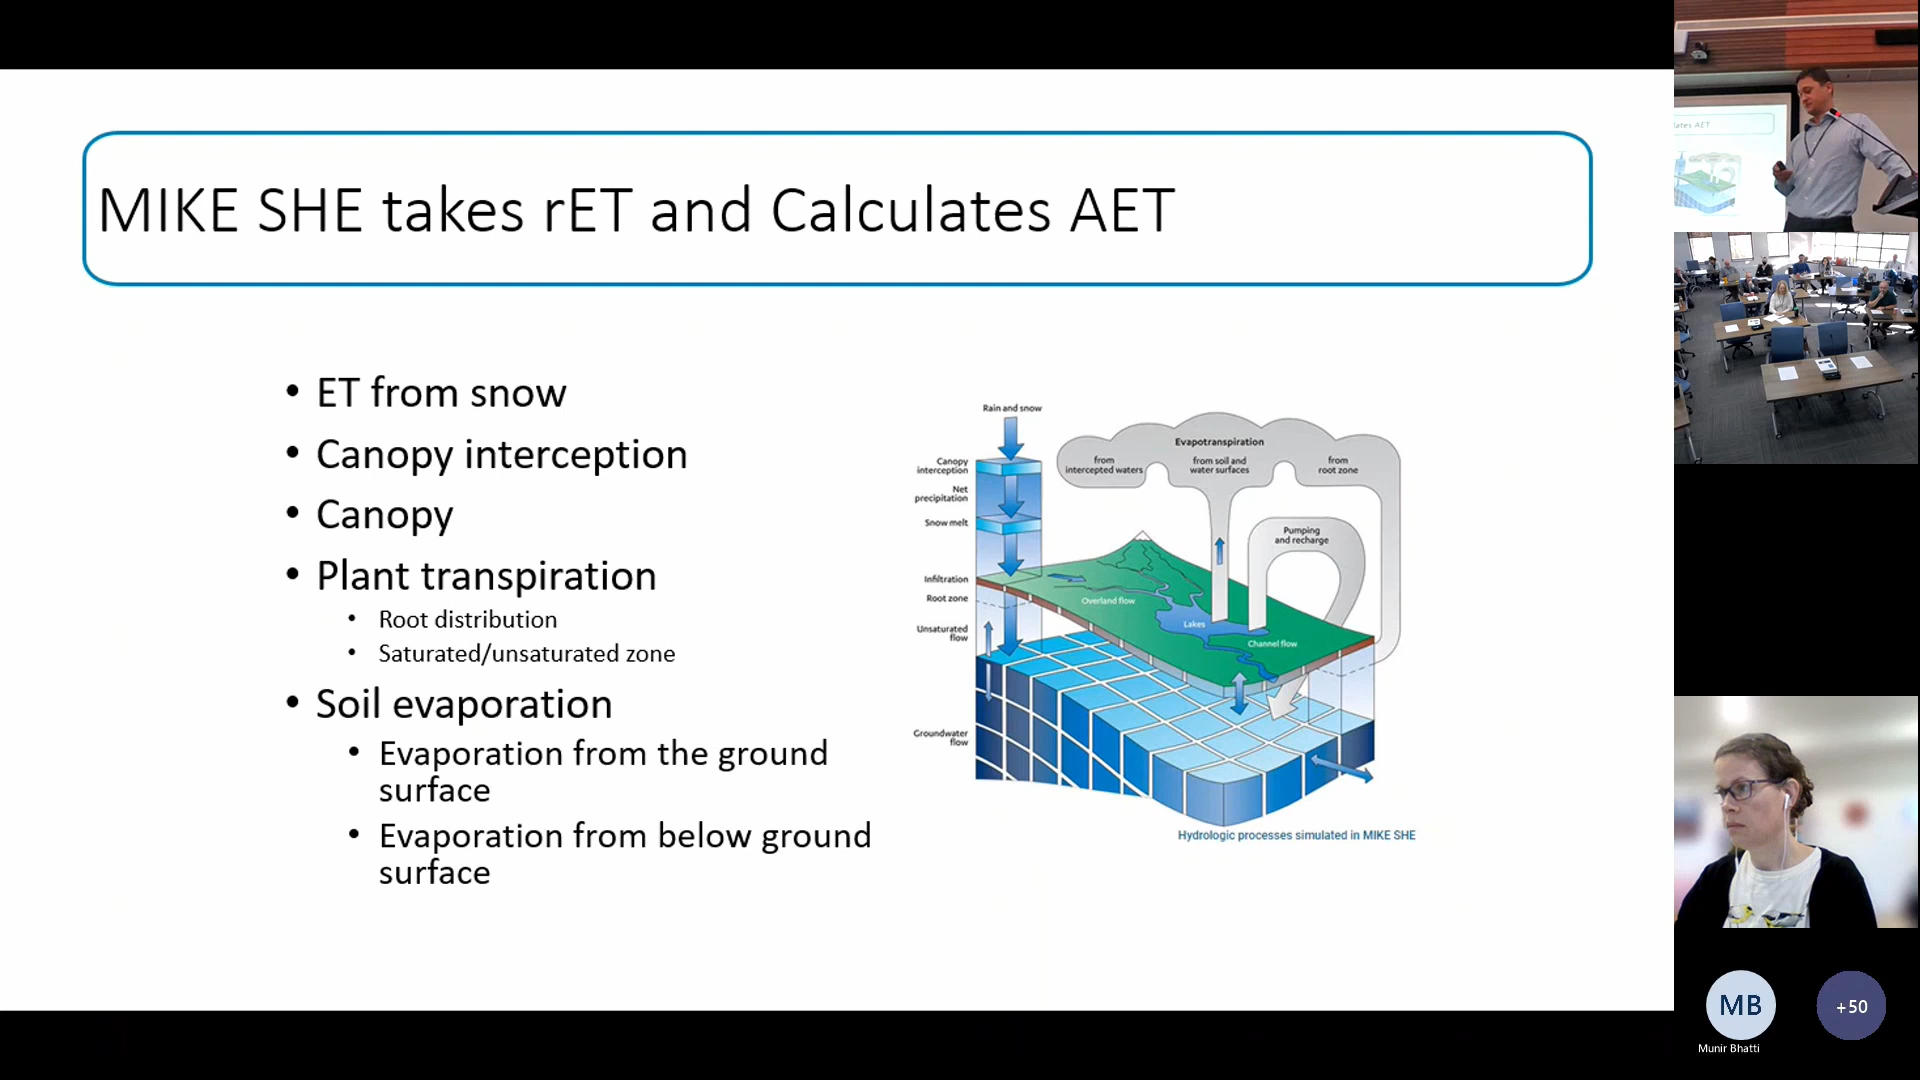 MIKE SHE takes rET and Calculates AET
• ET from snow
• Canopy interception
• Canopy
• Plant transpiration
• Root distribution
• Saturated/unsaturated zone
• Soil evaporation
• Evaporation from the ground
surface
• Evaporation from below ground
surface
Rain and snow
Canopy
interception
Net
precipitation
Snow melt
Infiltration
Root zone
Unsaturated
flow
Groundwater
flow
Evapotranspiration
from
intercepted waters
from soil and
water surfaces
from
root zone
Pumping
and recharge
Overland flow
Lakes
Channel flow
Hydrologic processes simulated in MIKE SHE
lates AET
MB
Munir Bhatti
+50